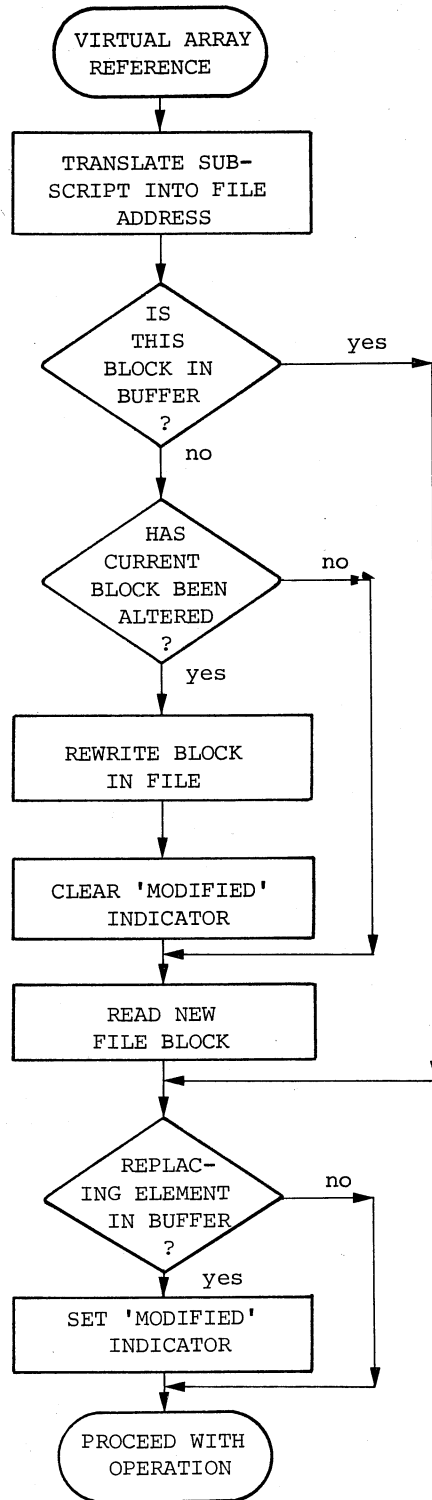 VIRTUAL ARRAY
REFERENCE
TRANSLATE SUB-
SCRIPT INTO FILE
ADDRESS
IS
THIS
BLOCK IN
BUFFER
?
yes
no
HAS
CURRENT
BLOCK BEEN
ALTERED
?
no
yes
REWRITE BLOCK
IN FILE
CLEAR 'MODIFIED'
INDICATOR
READ NEW
FILE BLOCK
REPLAC-
ING ELEMENT
IN BUFFER
?
no
yes
SET 'MODIFIED'
INDICATOR
PROCEED WITH
OPERATION